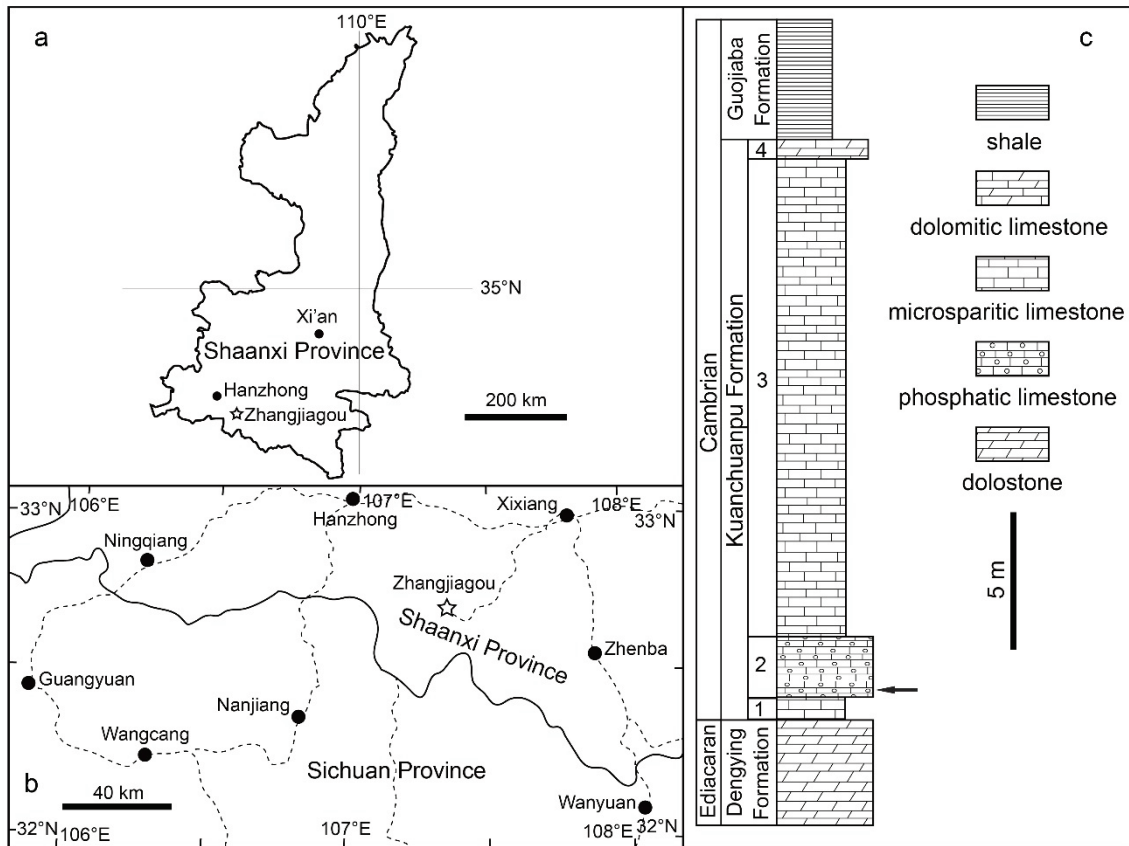 a
110°E
35°N
Xi'an
Shaanxi Province
Hanzhong
Zhangjiagou
200 km
b
33°N
106°E
107°E
Hanzhong
Xixiang
108°E
33°N
Ningqiang
Zhangjiagou
Shaanxi Province
Zhenba
Guangyuan
Nanjiang
Wangcang
Sichuan Province
40 km
Wanyuan
32°N
106°E
107°E
108°E
32°N
c
Guojiaba
Formation
Cambrian
Kuanchuanpu Formation
4
3
2
1
Ediacaran
Dengying
Formation
shale
dolomitic limestone
microsparitic limestone
phosphatic limestone
dolostone
5 m